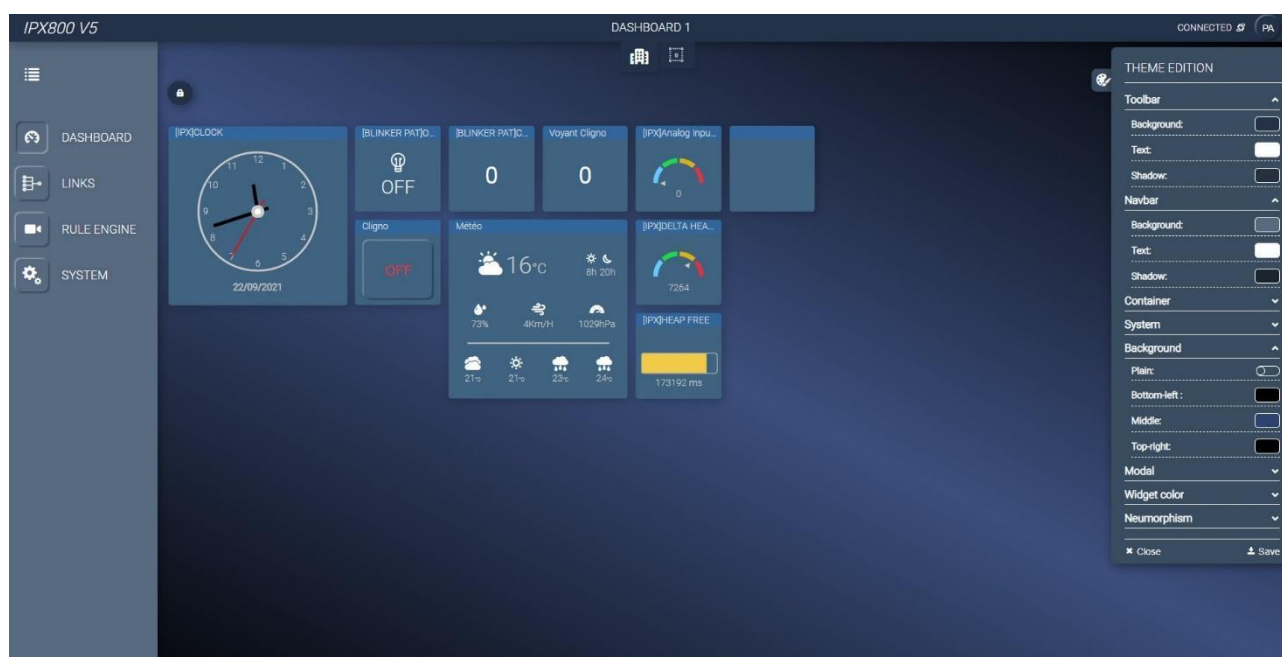 IPX800 V5
DASHBOARD 1
CONNECTED
PA
DASHBOARD
LINKS
RULE ENGINE
SYSTEM
[IPX]CLOCK
12
1
2
3
4
5
6
7
8
9
10
11
22/09/2021
[BLINKER PAT]O...
OFF
[BLINKER PAT]C...
0
Voyant Cligno
0
[IPX]Analog Inpu...
0
Cligno
OFF
Météo
16°C
8h 20h
73%
4Km/H
1029hPa
21°C
21°C
23°C
24°C
[IPX]DELTA HEA...
7264
[IPX]HEAP FREE
173192 ms
THEME EDITION
Toolbar
Background:
Text:
Shadow:
Navbar
Background:
Text:
Shadow:
Container
System
Background
Plain:
Bottom-left :
Middle:
Top-right:
Modal
Widget color
Neumorphism
Close
Save